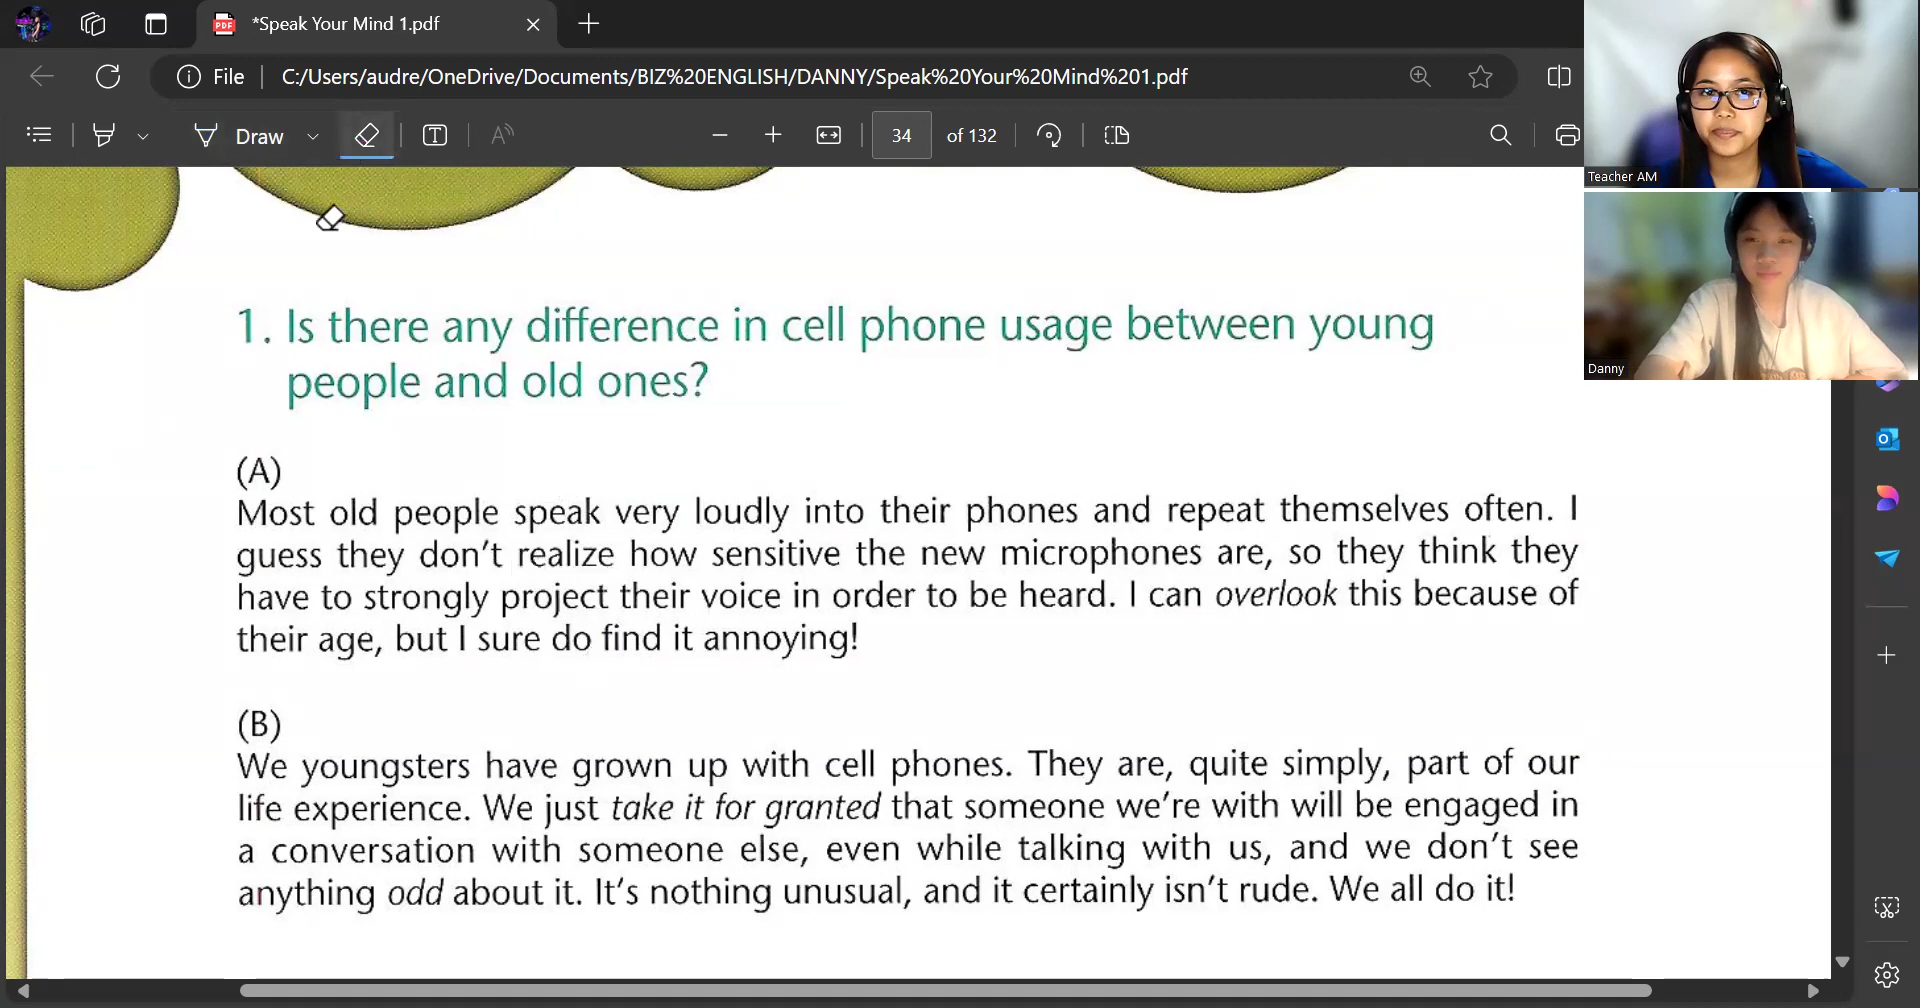 *Speak Your Mind 1.pdf
File
C:/Users/audre/OneDrive/Documents/BIZ%20ENGLISH/DANNY/Speak%20Your%20Mind%201.pdf
Draw
34 of 132
Teacher AM
Danny
1. Is there any difference in cell phone usage between young
people and old ones?
(A)
Most old people speak very loudly into their phones and repeat themselves often. I
guess they don't realize how sensitive the new microphones are, so they think they
have to strongly project their voice in order to be heard. I can overlook this because of
their age, but I sure do find it annoying!
(B)
We youngsters have grown up with cell phones. They are, quite simply, part of our
life experience. We just take it for granted that someone we're with will be engaged in
a conversation with someone else, even while talking with us, and we don't see
anything odd about it. It's nothing unusual, and it certainly isn't rude. We all do it!